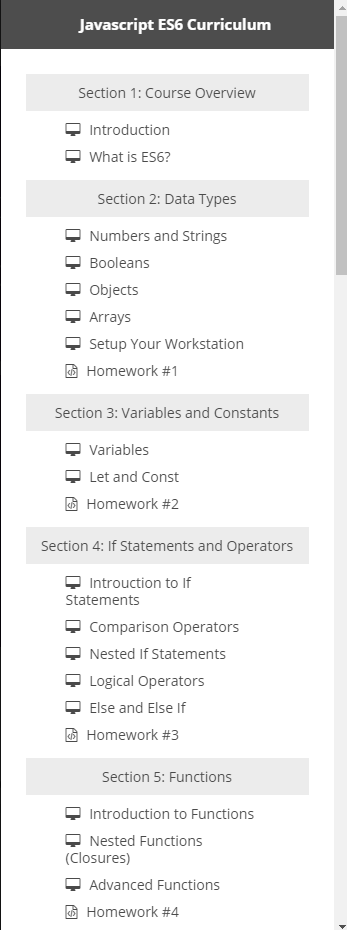 Javascript ES6 Curriculum
Section 1: Course Overview
Introduction
What is ES6?
Section 2: Data Types
Numbers and Strings
Booleans
Objects
Arrays
Setup Your Workstation
Homework #1
Section 3: Variables and Constants
Variables
Let and Const
Homework #2
Section 4: If Statements and Operators
Introuction to If
Statements
Comparison Operators
Nested If Statements
Logical Operators
Else and Else If
Homework #3
Section 5: Functions
Introduction to Functions
Nested Functions
(Closures)
Advanced Functions
Homework #4